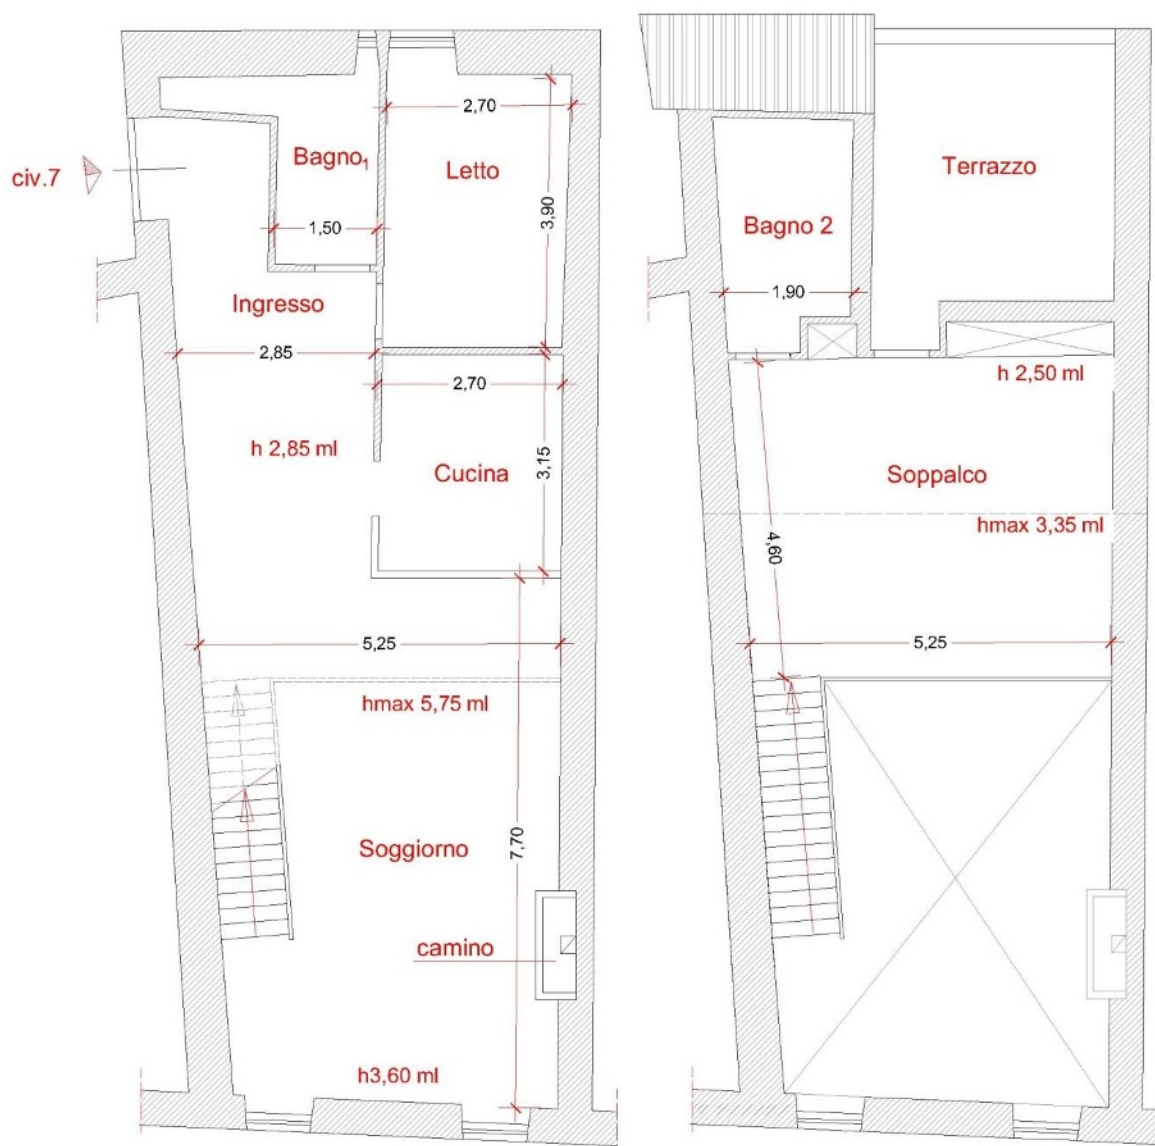 2,70
Bagno1
Letto
civ.7
3,90
1,50
Ingresso
2,85
2,70
h 2,85 ml
Cucina
3,15
5,25
hmax 5,75 ml
Soggiorno
7,70
camino
h3,60 ml
Terrazzo
Bagno 2
1,90
h 2,50 ml
Soppalco
hmax 3,35 ml
4,60
5,25